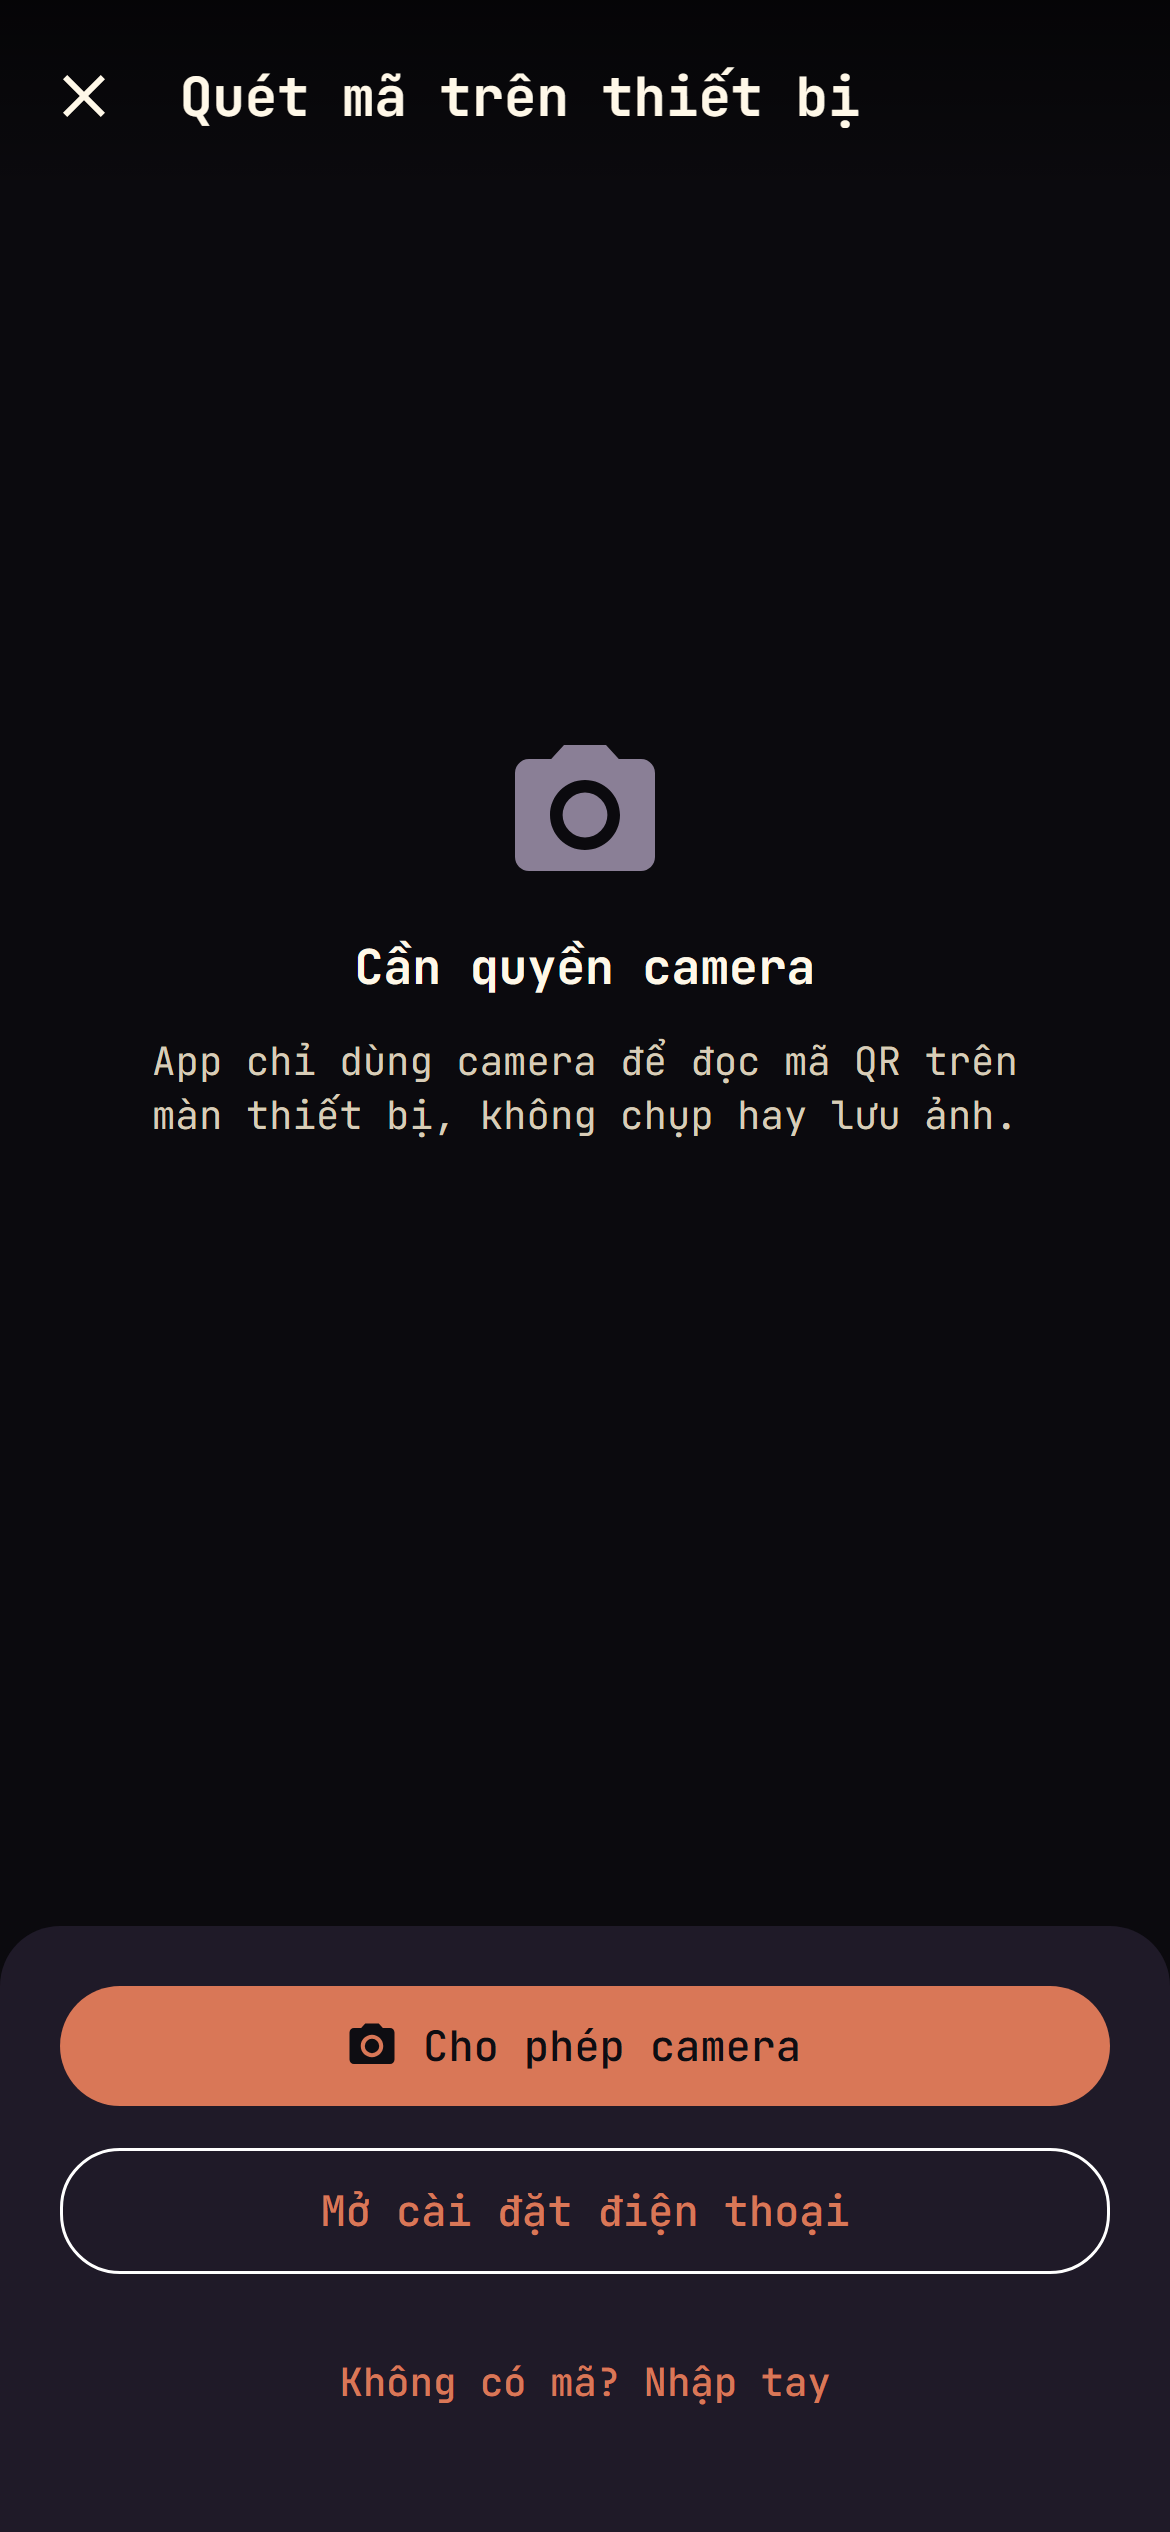 Quét mã trên thiết bị
Cần quyền camera
App chỉ dùng camera để đọc mã QR trên
màn thiết bị, không chụp hay lưu ảnh.
Cho phép camera
Mở cài đặt điện thoại
Không có mã? Nhập tay